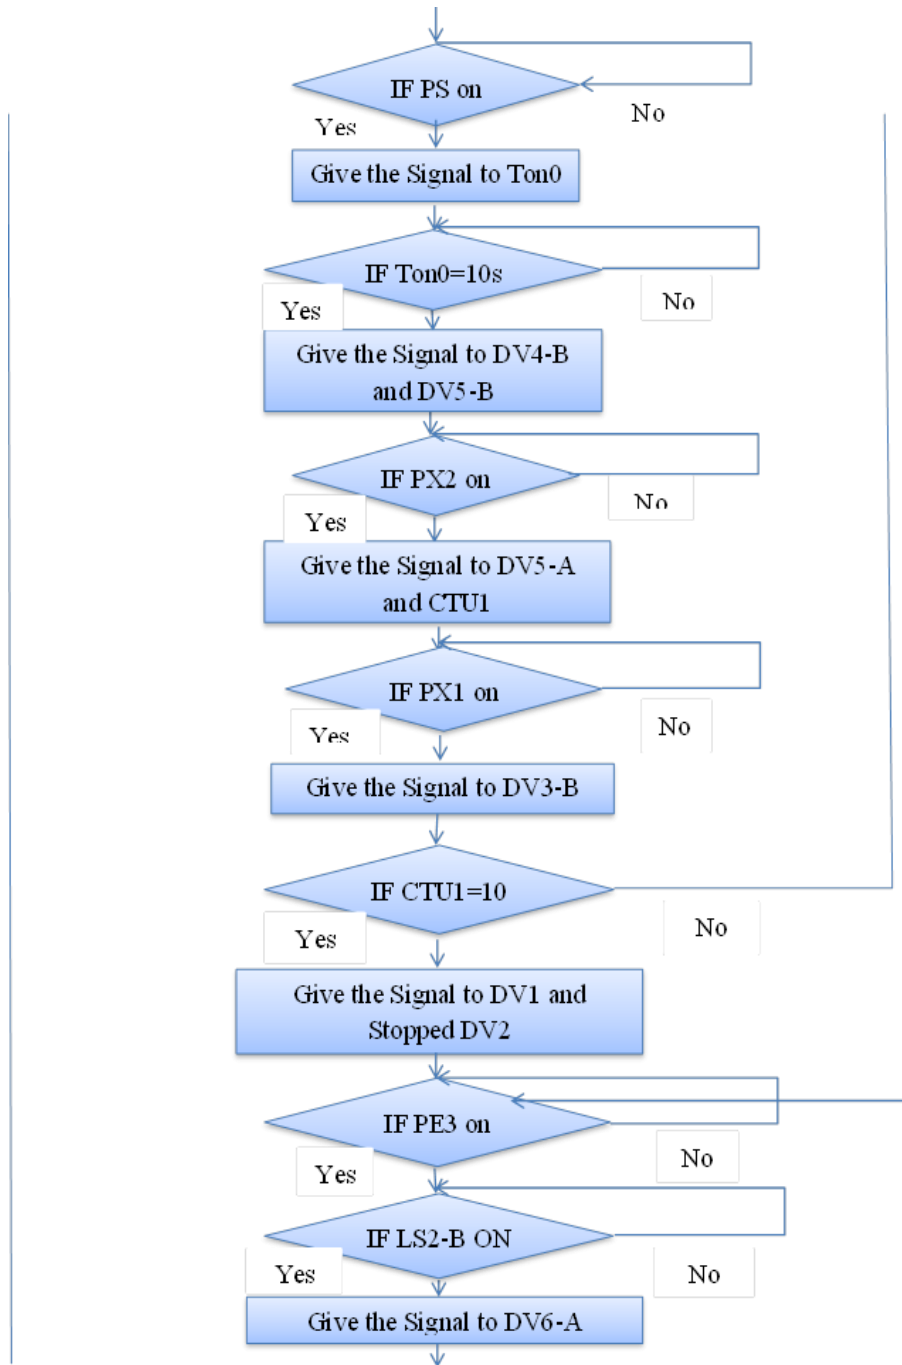 IF PS on
No
Yes
Give the Signal to Ton0
IF Ton0=10s
No
Yes
Give the Signal to DV4-B
and DV5-B
IF PX2 on
No
Yes
Give the Signal to DV5-A
and CTU1
IF PX1 on
No
Yes
Give the Signal to DV3-B
IF CTU1=10
No
Yes
Give the Signal to DV1 and
Stopped DV2
IF PE3 on
No
Yes
IF LS2-B ON
No
Yes
Give the Signal to DV6-A